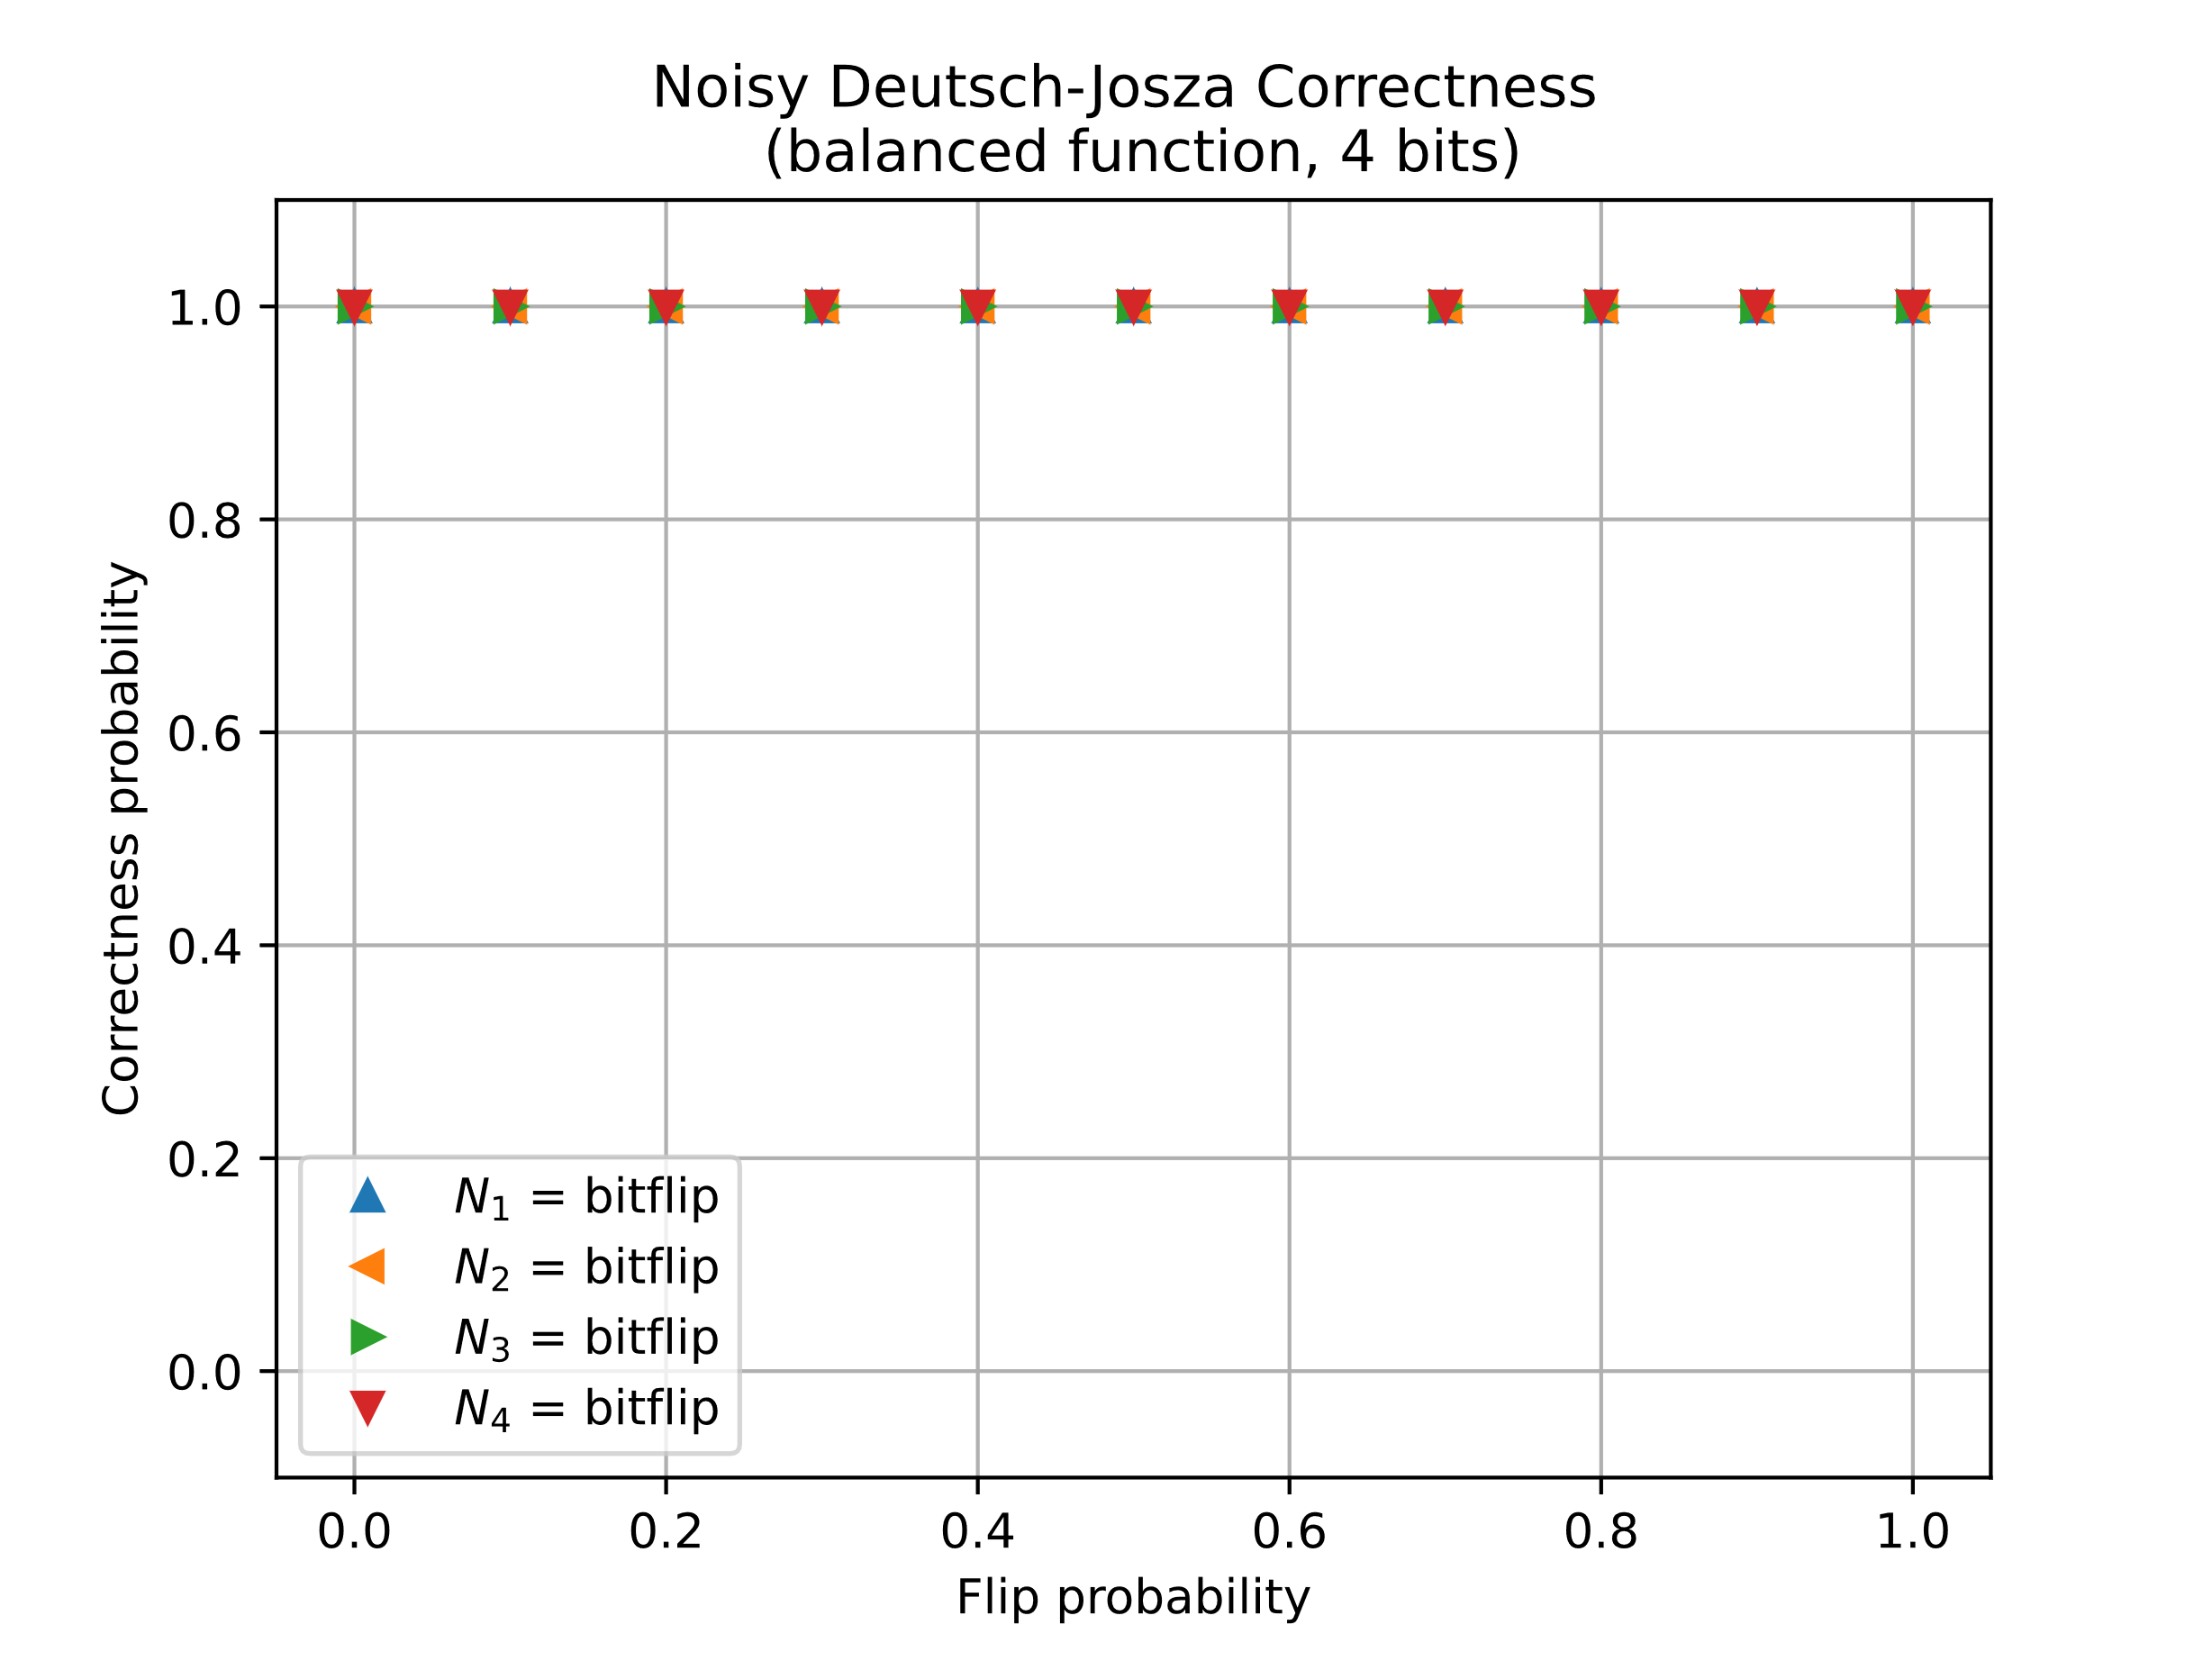 Noisy Deutsch-Josza Correctness
(balanced function, 4 bits)
Correctness probability
1.0
0.8
0.6
0.4
0.2
0.0
N₁ = bitflip
N₂ = bitflip
N₃ = bitflip
N₄ = bitflip
0.0 0.2 0.4 0.6 0.8 1.0
Flip probability